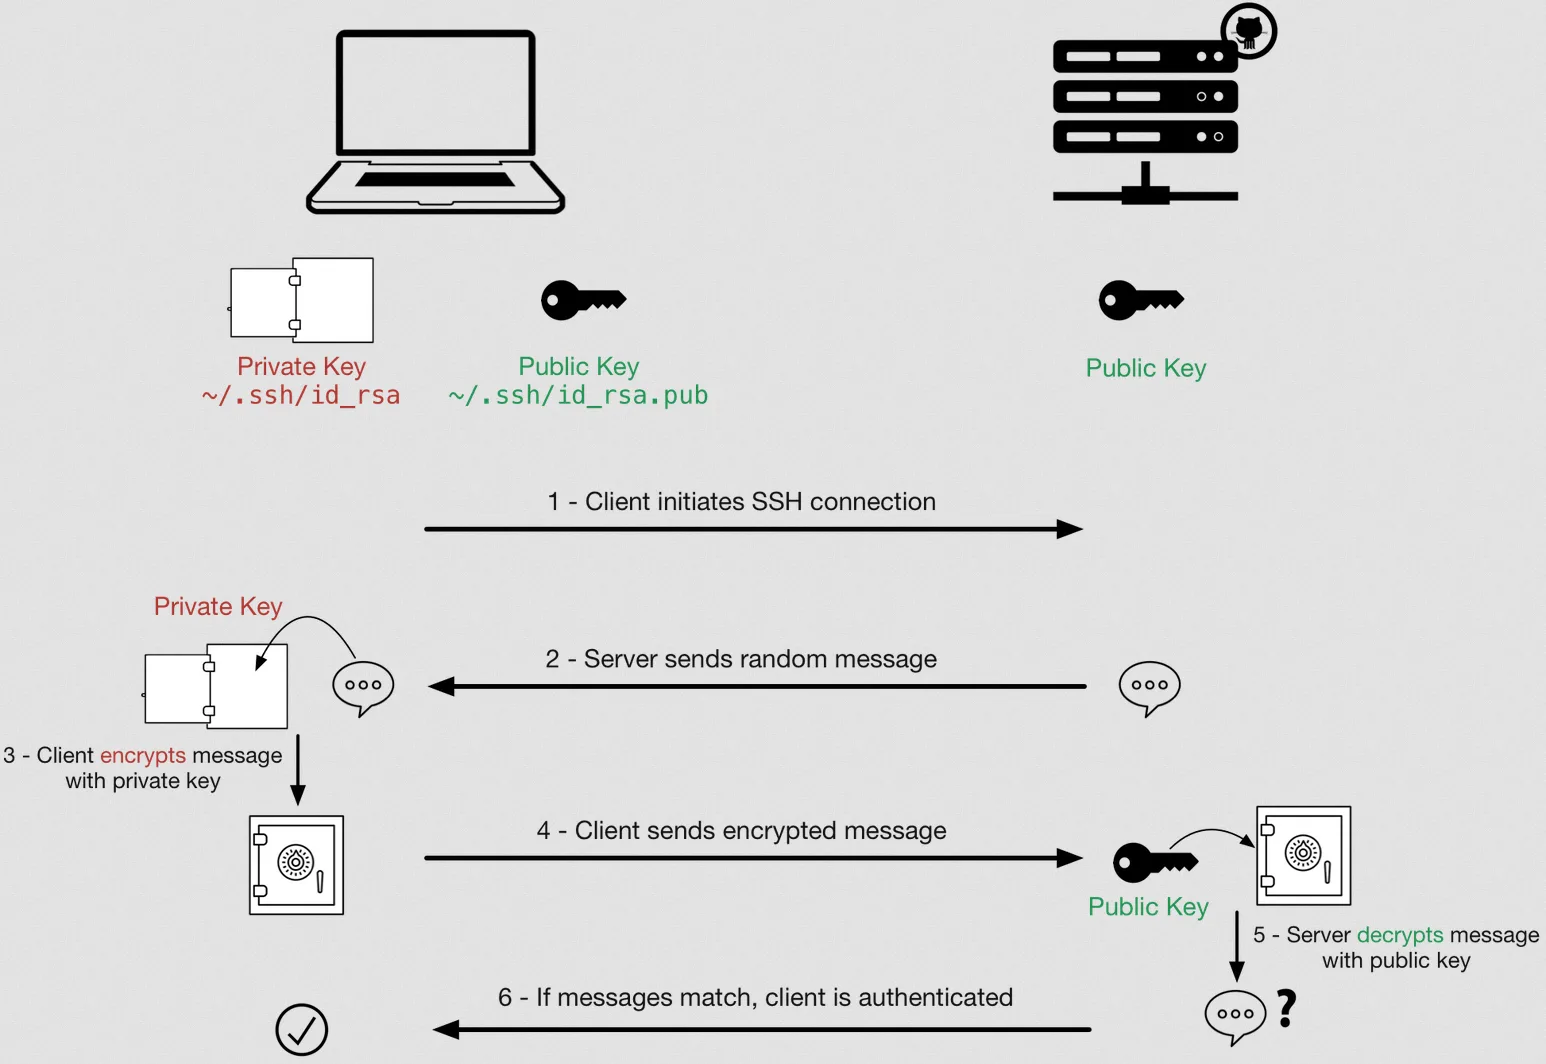 Private Key
~/.ssh/id_rsa
Public Key
~/.ssh/id_rsa.pub
Public Key
1 - Client initiates SSH connection
Private Key
2 - Server sends random message
3 - Client encrypts message
with private key
4 - Client sends encrypted message
Public Key
5 - Server decrypts message
with public key
?
6 - If messages match, client is authenticated